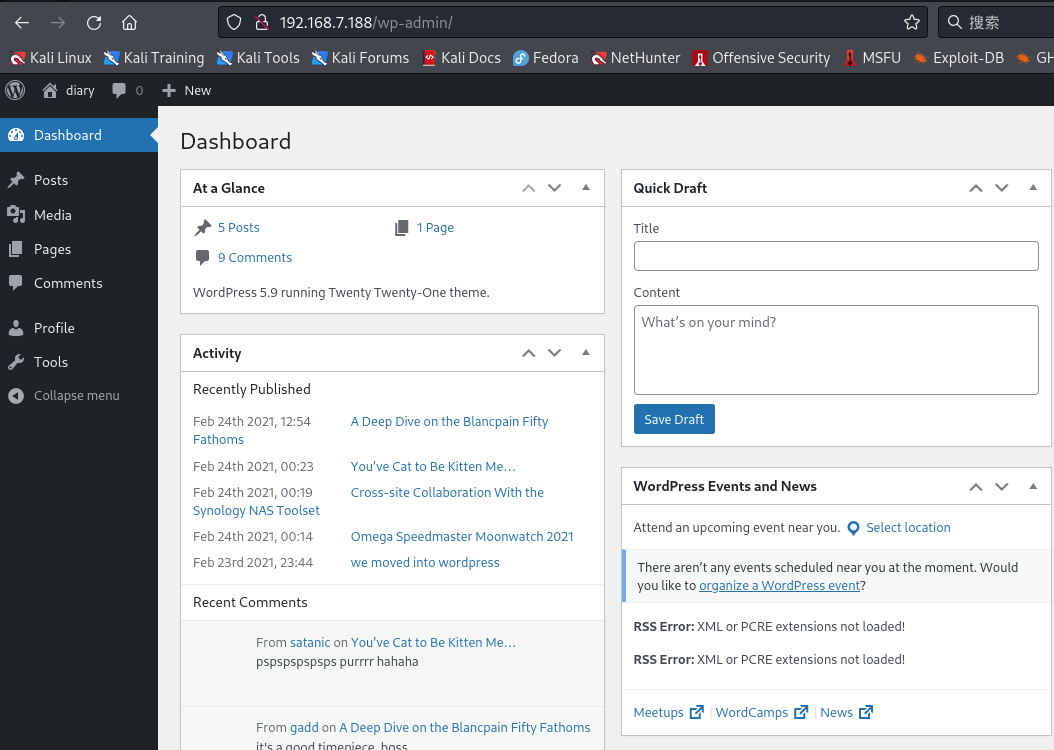 192.168.7.188/wp-admin/
搜索
Kali Linux
Kali Training
Kali Tools
Kali Forums
Kali Docs
Fedora
NetHunter
Offensive Security
MSFU
Exploit-DB
GH
diary
0
New
Dashboard
Posts
Media
Pages
Comments
Profile
Tools
Collapse menu
Dashboard
At a Glance
5 Posts
1 Page
9 Comments
WordPress 5.9 running Twenty Twenty-One theme.
Activity
Recently Published
Feb 24th 2021, 12:54 A Deep Dive on the Blancpain Fifty
Fathoms
Feb 24th 2021, 00:23 You’ve Cat to Be Kitten Me…
Feb 24th 2021, 00:19 Cross-site Collaboration With the
Synology NAS Toolset
Feb 24th 2021, 00:14 Omega Speedmaster Moonwatch 2021
Feb 23rd 2021, 23:44 we moved into wordpress
Recent Comments
From satanic on You’ve Cat to Be Kitten Me…
pspspspspsps purrrr hahaha
From gadd on A Deep Dive on the Blancpain Fifty Fathoms
it's a good timepiece, boss
Quick Draft
Title
Content
What’s on your mind?
Save Draft
WordPress Events and News
Attend an upcoming event near you. Select location
There aren’t any events scheduled near you at the moment. Would
you like to organize a WordPress event?
RSS Error: XML or PCRE extensions not loaded!
RSS Error: XML or PCRE extensions not loaded!
Meetups | WordCamps | News